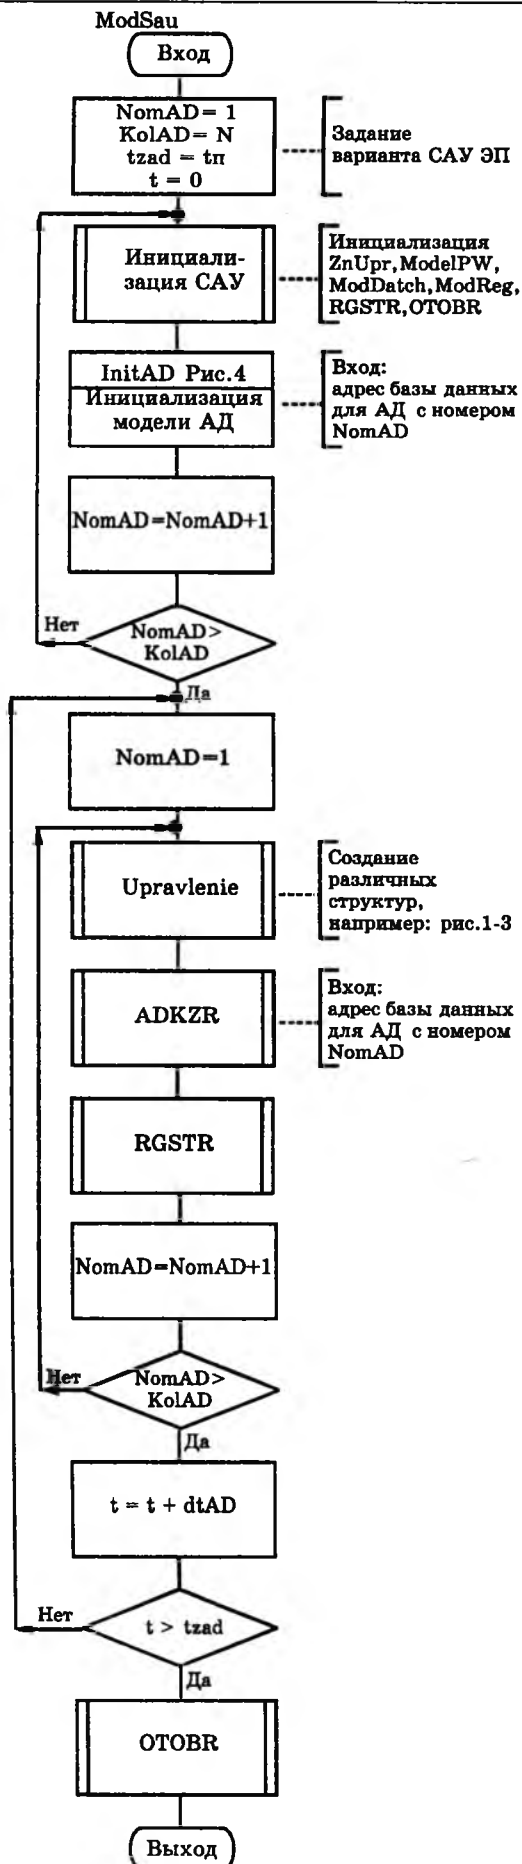 ModSau
Вход
NomAD= 1
KolAD= N
tzad = tп
t = 0
Задание
варианта САУ ЭП
Инициали-
зация САУ
Инициализация
ZnUpr,ModelPW,
ModDatch,ModReg,
RGSTR,OTOBR
InitAD Рис.4
Инициализация
модели АД
Вход:
адрес базы данных
для АД с номером
NomAD
NomAD=NomAD+1
Нет
NomAD>
KolAD
Да
NomAD=1
Upravlenie
Создание
различных
структур,
например: рис.1-3
ADKZR
Вход:
адрес базы данных
для АД с номером
NomAD
RGSTR
NomAD=NomAD+1
Нет
NomAD>
KolAD
Да
t = t + dtAD
Нет
t > tzad
Да
OTOBR
Выход